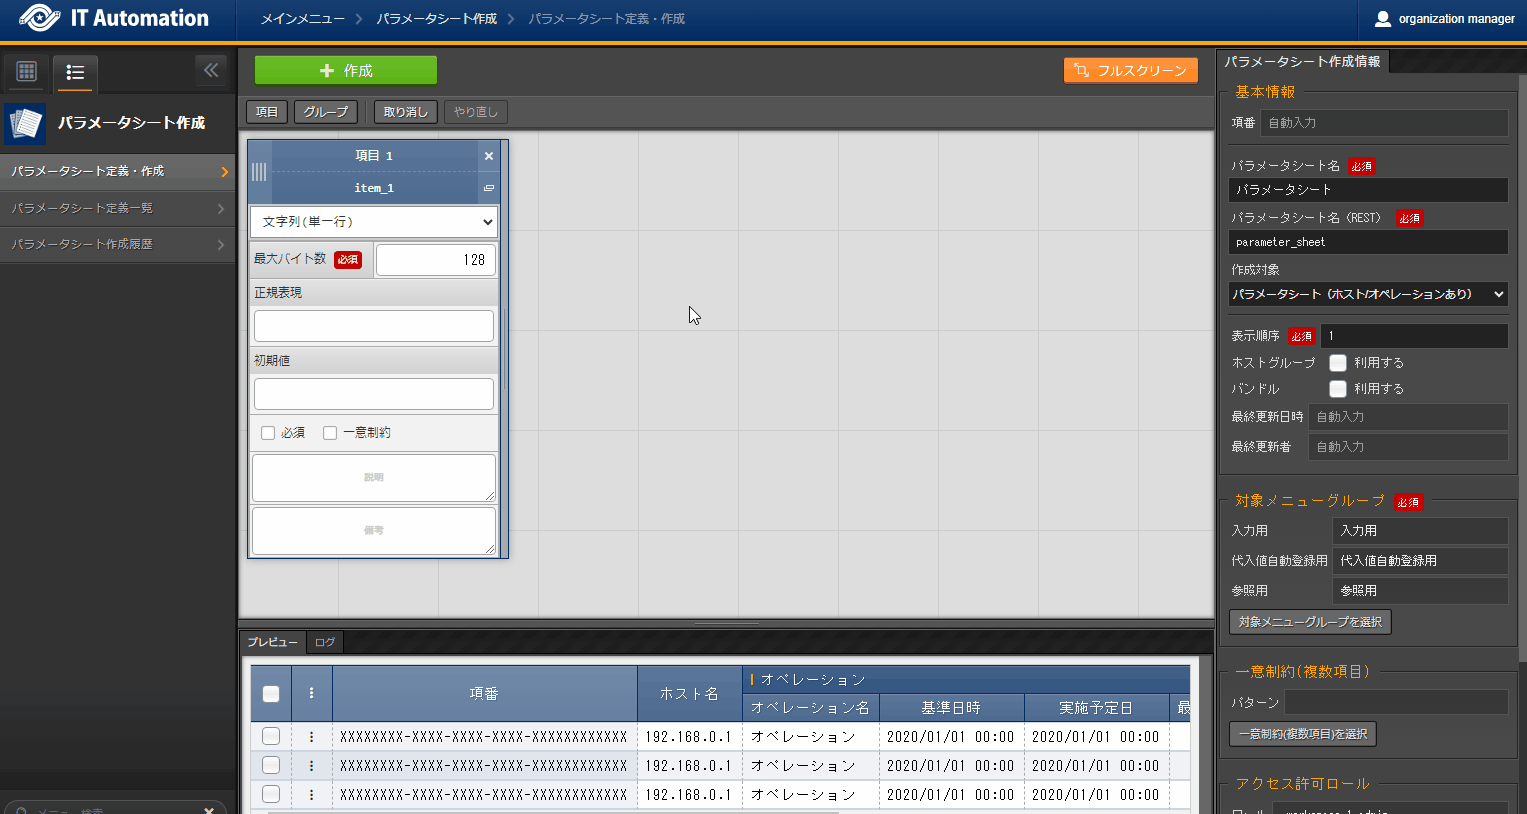 IT Automation
メインメニュー
パラメータシート作成
パラメータシート定義・作成
organization manager
パラメータシート作成
パラメータシート定義・作成
パラメータシート定義一覧
パラメータシート作成履歴
メニュー検索
作成
フルスクリーン
項目
グループ
取り消し
やり直し
項目 1
item_1
文字列(単一行)
最大バイト数 必須 128
正規表現
初期値
必須 一意制約
説明
備考
プレビュー
ログ
項番
ホスト名
オペレーション
オペレーション名
基準日時
実施予定日
最
XXXXXXXX-XXXX-XXXX-XXXX-XXXXXXXXXXXX 192.168.0.1 オペレーション 2020/01/01 00:00 2020/01/01 00:00
XXXXXXXX-XXXX-XXXX-XXXX-XXXXXXXXXXXX 192.168.0.1 オペレーション 2020/01/01 00:00 2020/01/01 00:00
XXXXXXXX-XXXX-XXXX-XXXX-XXXXXXXXXXXX 192.168.0.1 オペレーション 2020/01/01 00:00 2020/01/01 00:00
パラメータシート作成情報
基本情報
項番 自動入力
パラメータシート名 必須
パラメータシート
パラメータシート名 (REST) 必須
parameter_sheet
作成対象
パラメータシート (ホスト/オペレーションあり)
表示順序 必須 1
ホストグループ 利用する
バンドル 利用する
最終更新日時 自動入力
最終更新者 自動入力
対象メニューグループ 必須
入力用 入力用
代入値自動登録用 代入値自動登録用
参照用 参照用
対象メニューグループを選択
一意制約(複数項目)
パターン
一意制約(複数項目)を選択
アクセス許可ロール